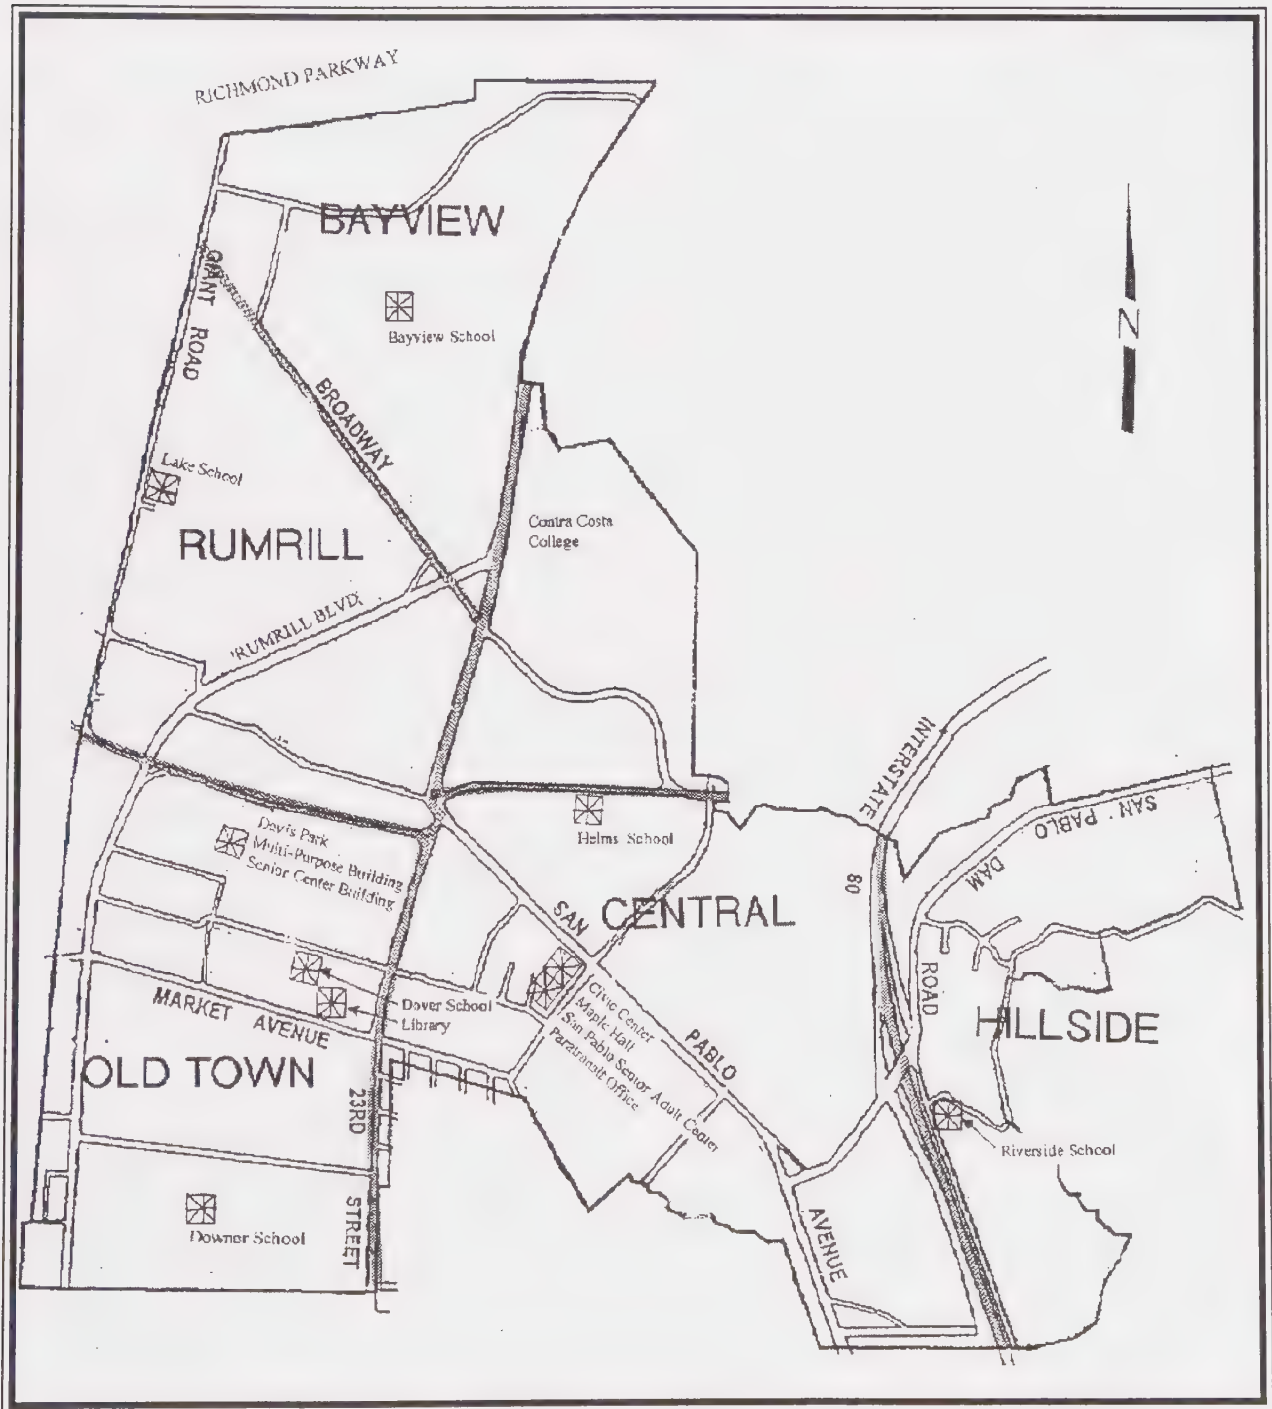 RICHMOND PARKWAY
BAYVIEW
GIANT ROAD
Bayview School
N
BROADWAY
Lake School
RUMRILL
Contra Costa
College
RUMRILL BLVD
INTERSTATE
80
SAN PABLO
DAM
ROAD
Davis Park
Multi-Purpose Building
Senior Center Building
Helms School
SAN
CENTRAL
MARKET AVENUE
Dover School
Library
Civic Center
Maple Hall
San Pablo Senior Adult Center
Paratransit Office
PABLO
HILLSIDE
OLD TOWN
23RD
Riverside School
Downer School
STREET
AVENUE